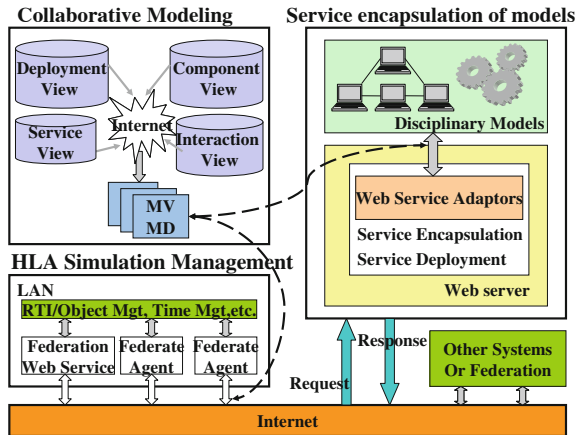 Collaborative Modeling
Deployment
View
Component
View
Internet
Service
View
Interaction
View
MV
MD
Service encapsulation of models
Disciplinary Models
Web Service Adaptors
Service Encapsulation
Service Deployment
Web server
HLA Simulation Management
LAN
RTI/Object Mgt, Time Mgt,etc.
Federation
Web Service
Federate
Agent
Federate
Agent
Request
Response
Other Systems
Or Federation
Internet